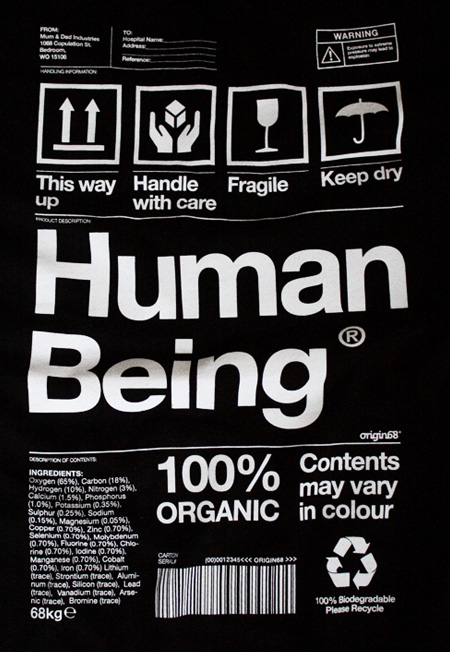 FROM:
Mum & Dad Industries
1068 Copulation St.
Bedroom,
WO 15108
TO:
Hospital Name:
Address:
Reference:
WARNING
Exposure to extreme
pressure may lead to
explosion
HANDLING INFORMATION
This way
up
Handle
with care
Fragile
Keep dry
PRODUCT DESCRIPTION
Human
Being®
origin68®
DESCRIPTION OF CONTENTS:
INGREDIENTS:
Oxygen (65%), Carbon (18%),
Hydrogen (10%), Nitrogen (3%),
Calcium (1.5%), Phosphorus
(1.0%), Potassium (0.35%),
Sulphur (0.25%), Sodium
(0.15%), Magnesium (0.05%),
Copper (0.70%), Zinc (0.70%),
Selenium (0.70%), Molybdenum
(0.70%), Fluorine (0.70%), Chlo-
rine (0.70%), Iodine (0.70%),
Manganese (0.70%), Cobalt
(0.70%), Iron (0.70%) Lithium
(trace), Strontium (trace), Alumi-
num (trace), Silicon (trace), Lead
(trace), Vanadium (trace), Arse-
nic (trace), Bromine (trace)
68kg℮
100%
ORGANIC
Contents
may vary
in colour
CARTON
SERIAL#
(00)0012345<<< ORIGIN68 >>>
100% Biodegradable
Please Recycle